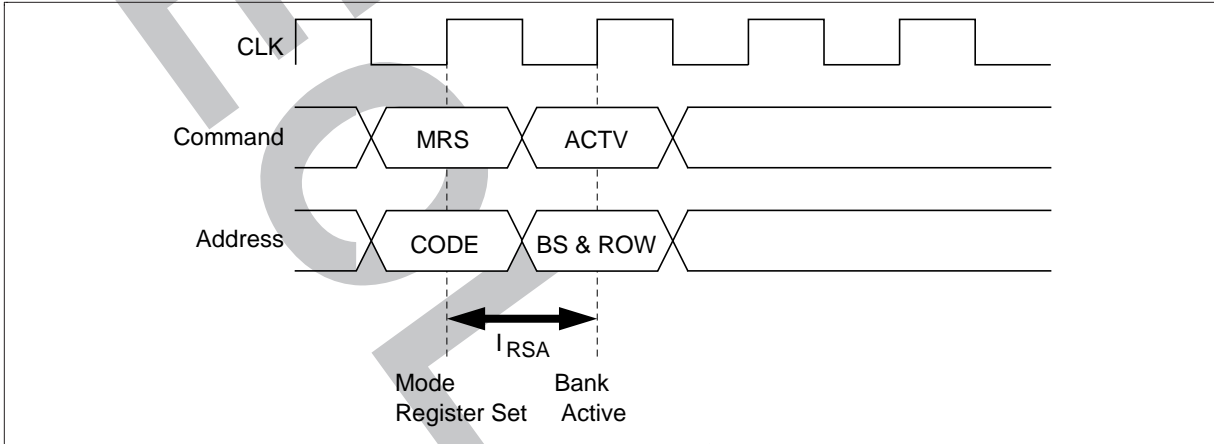 CLK
Command MRS ACTV
Address CODE BS & ROW
I RSA
Mode Bank
Register Set Active